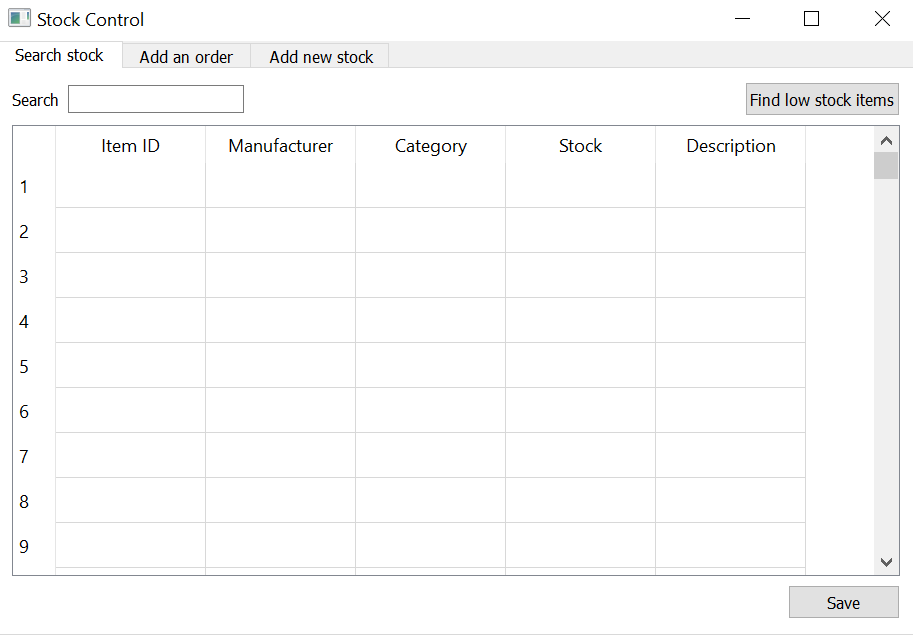 Stock Control
Search stock Add an order Add new stock
Search Find low stock items
Item ID Manufacturer Category Stock Description
1
2
3
4
5
6
7
8
9
Save